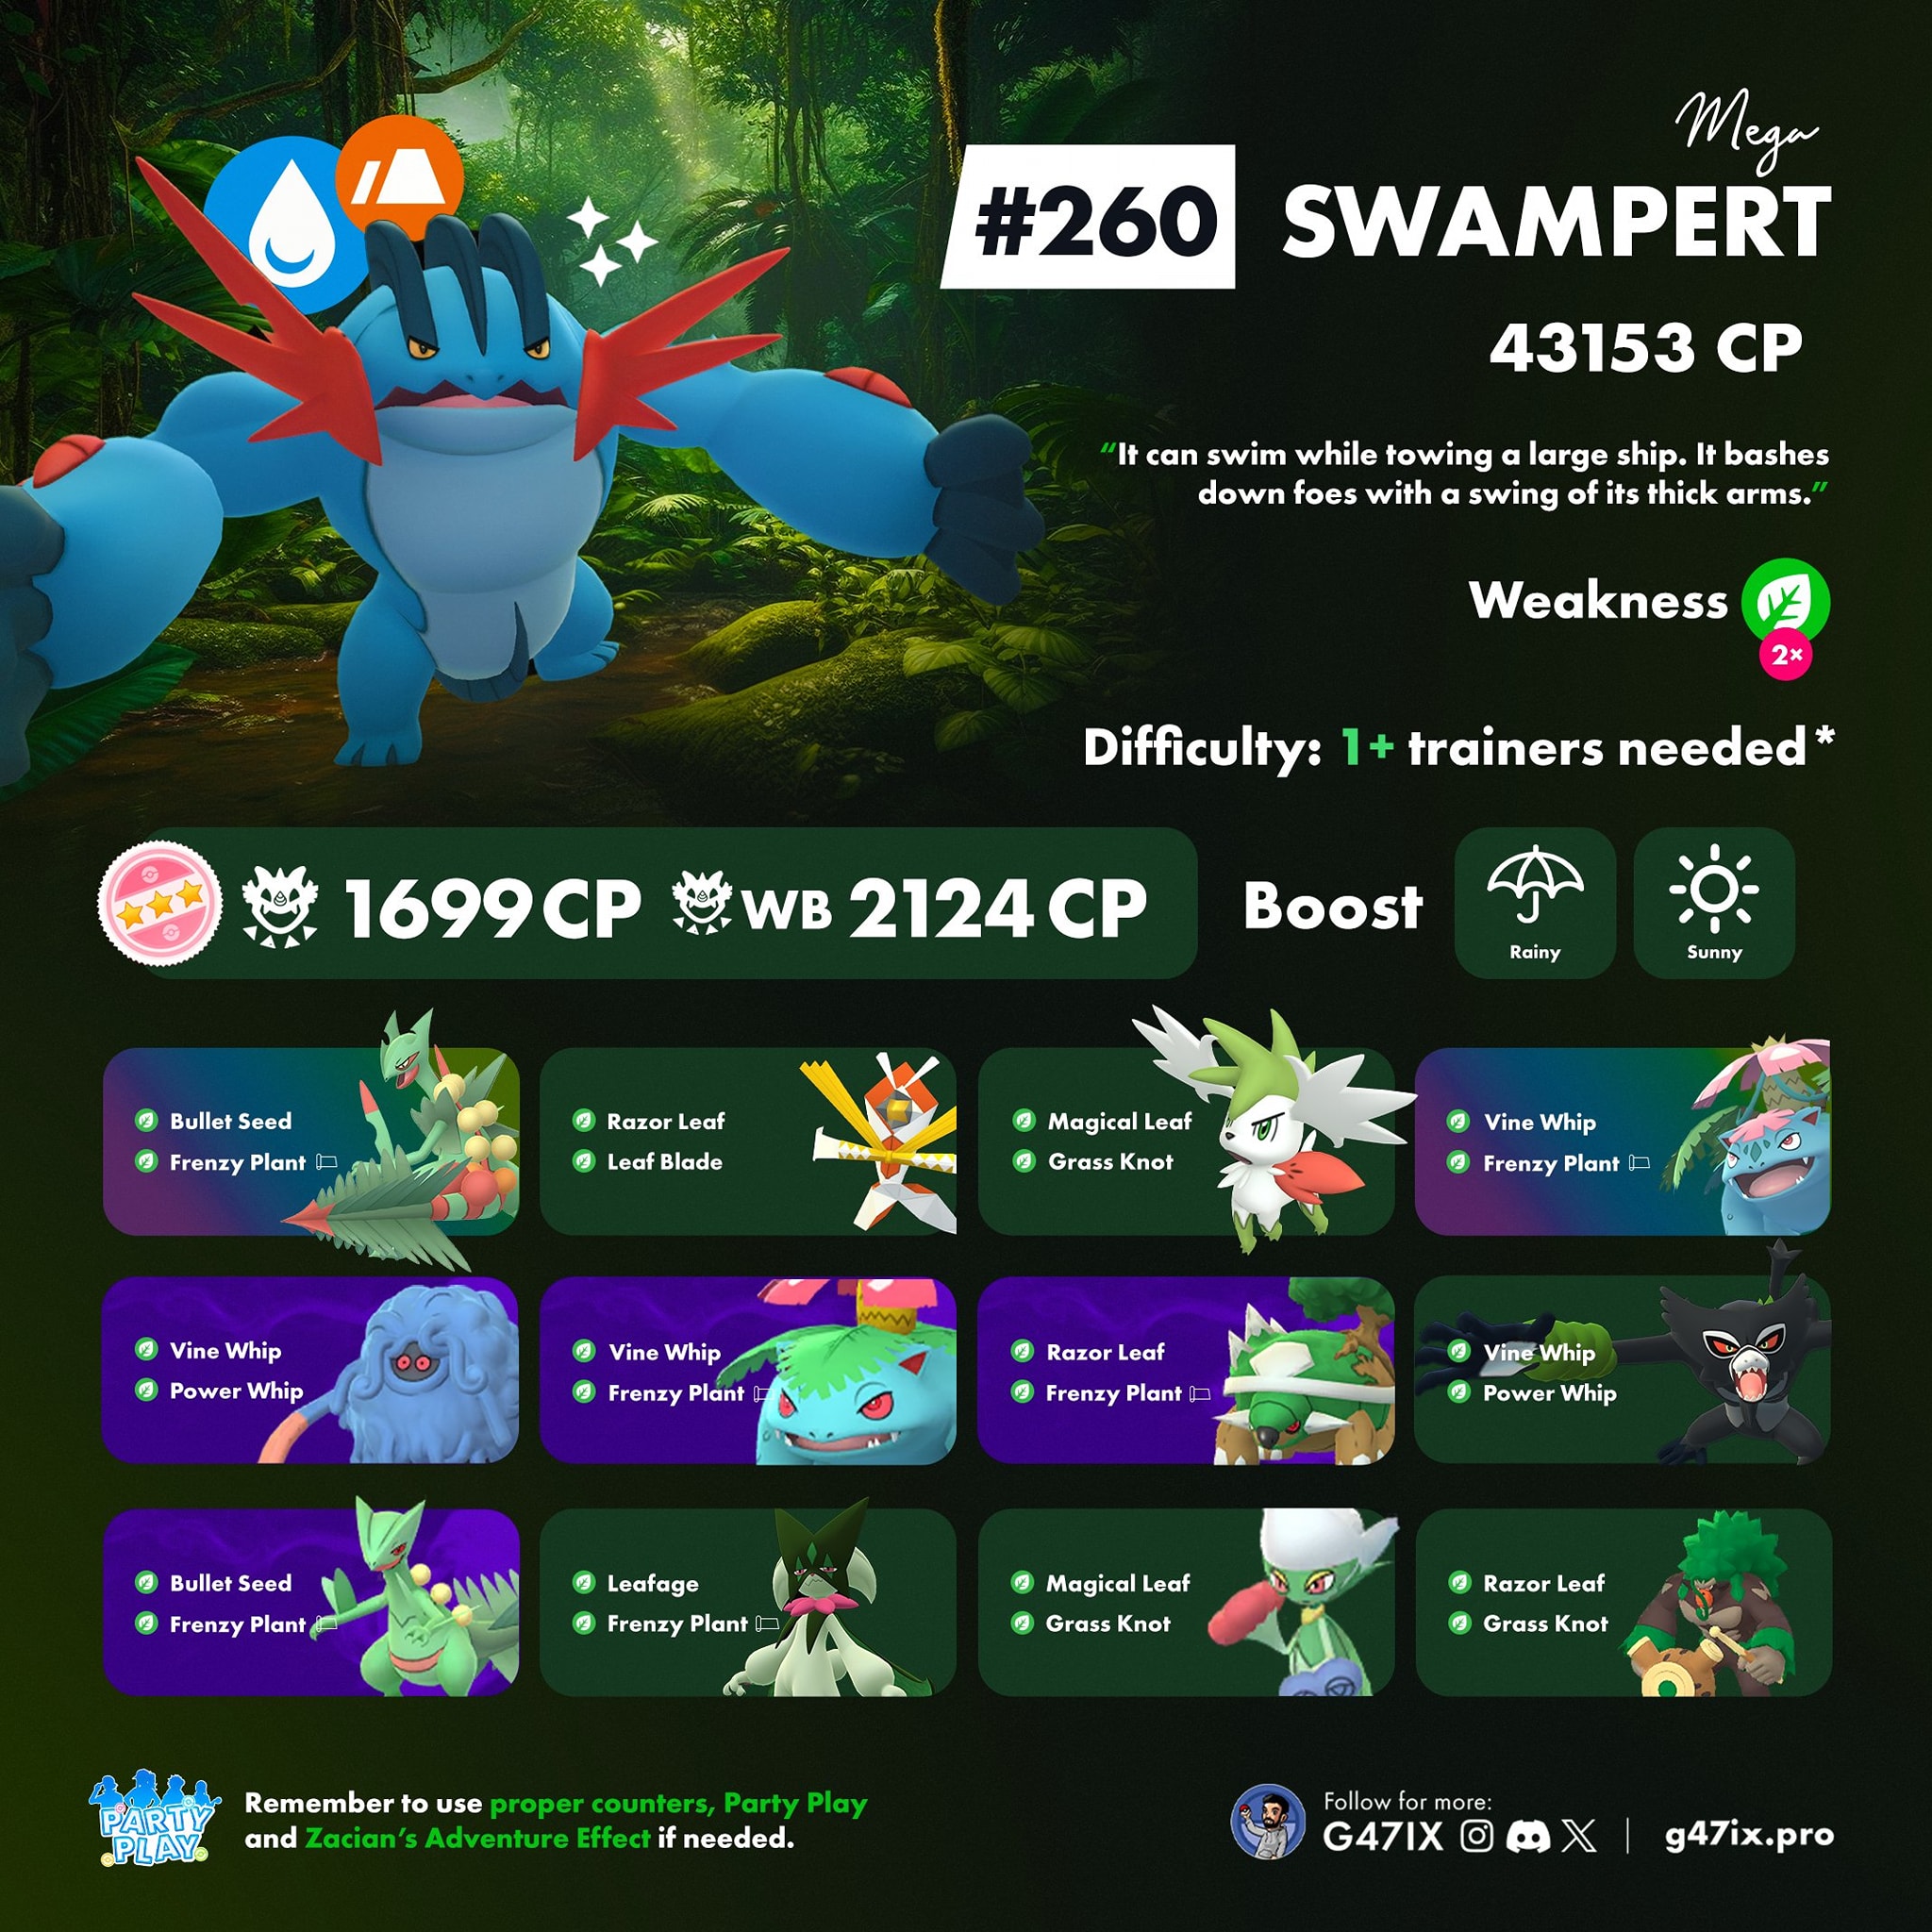 Mega
#260 SWAMPERT
43153 CP
“It can swim while towing a large ship. It bashes
down foes with a swing of its thick arms.”
Weakness
2×
Difficulty: 1+ trainers needed*
1699 CP WB 2124 CP Boost
Rainy Sunny
Bullet Seed
Frenzy Plant
Razor Leaf
Leaf Blade
Magical Leaf
Grass Knot
Vine Whip
Frenzy Plant
Vine Whip
Power Whip
Vine Whip
Frenzy Plant
Razor Leaf
Frenzy Plant
Vine Whip
Power Whip
Bullet Seed
Frenzy Plant
Leafage
Frenzy Plant
Magical Leaf
Grass Knot
Razor Leaf
Grass Knot
PARTY
PLAY
Remember to use proper counters, Party Play
and Zacian’s Adventure Effect if needed.
Follow for more:
G47IX | g47ix.pro